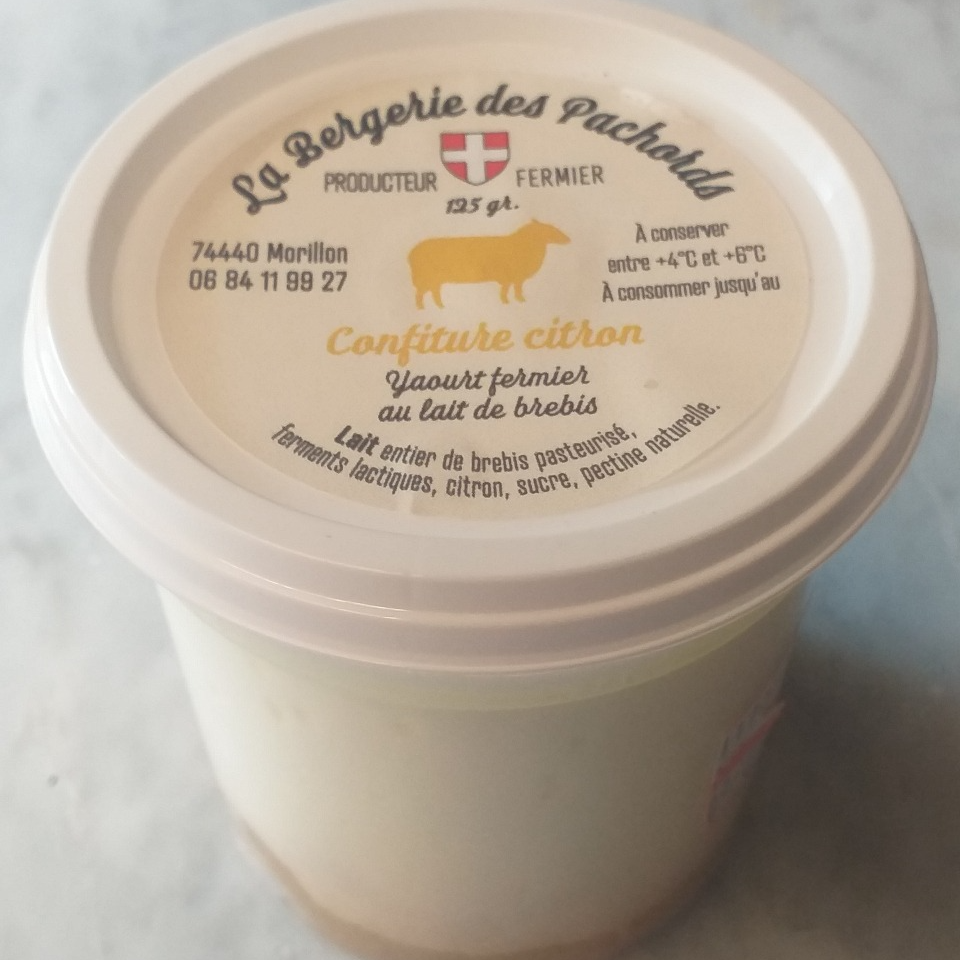 La Bergerie des Pachords
PRODUCTEUR FERMIER
125 gr.
74440 Morillon
06 84 11 99 27
À conserver
entre +4°C et +6°C
À consommer jusqu'au
Confiture citron
Yaourt fermier
au lait de brebis
Lait entier de brebis pasteurisé,
ferments lactiques, citron, sucre, pectine naturelle.